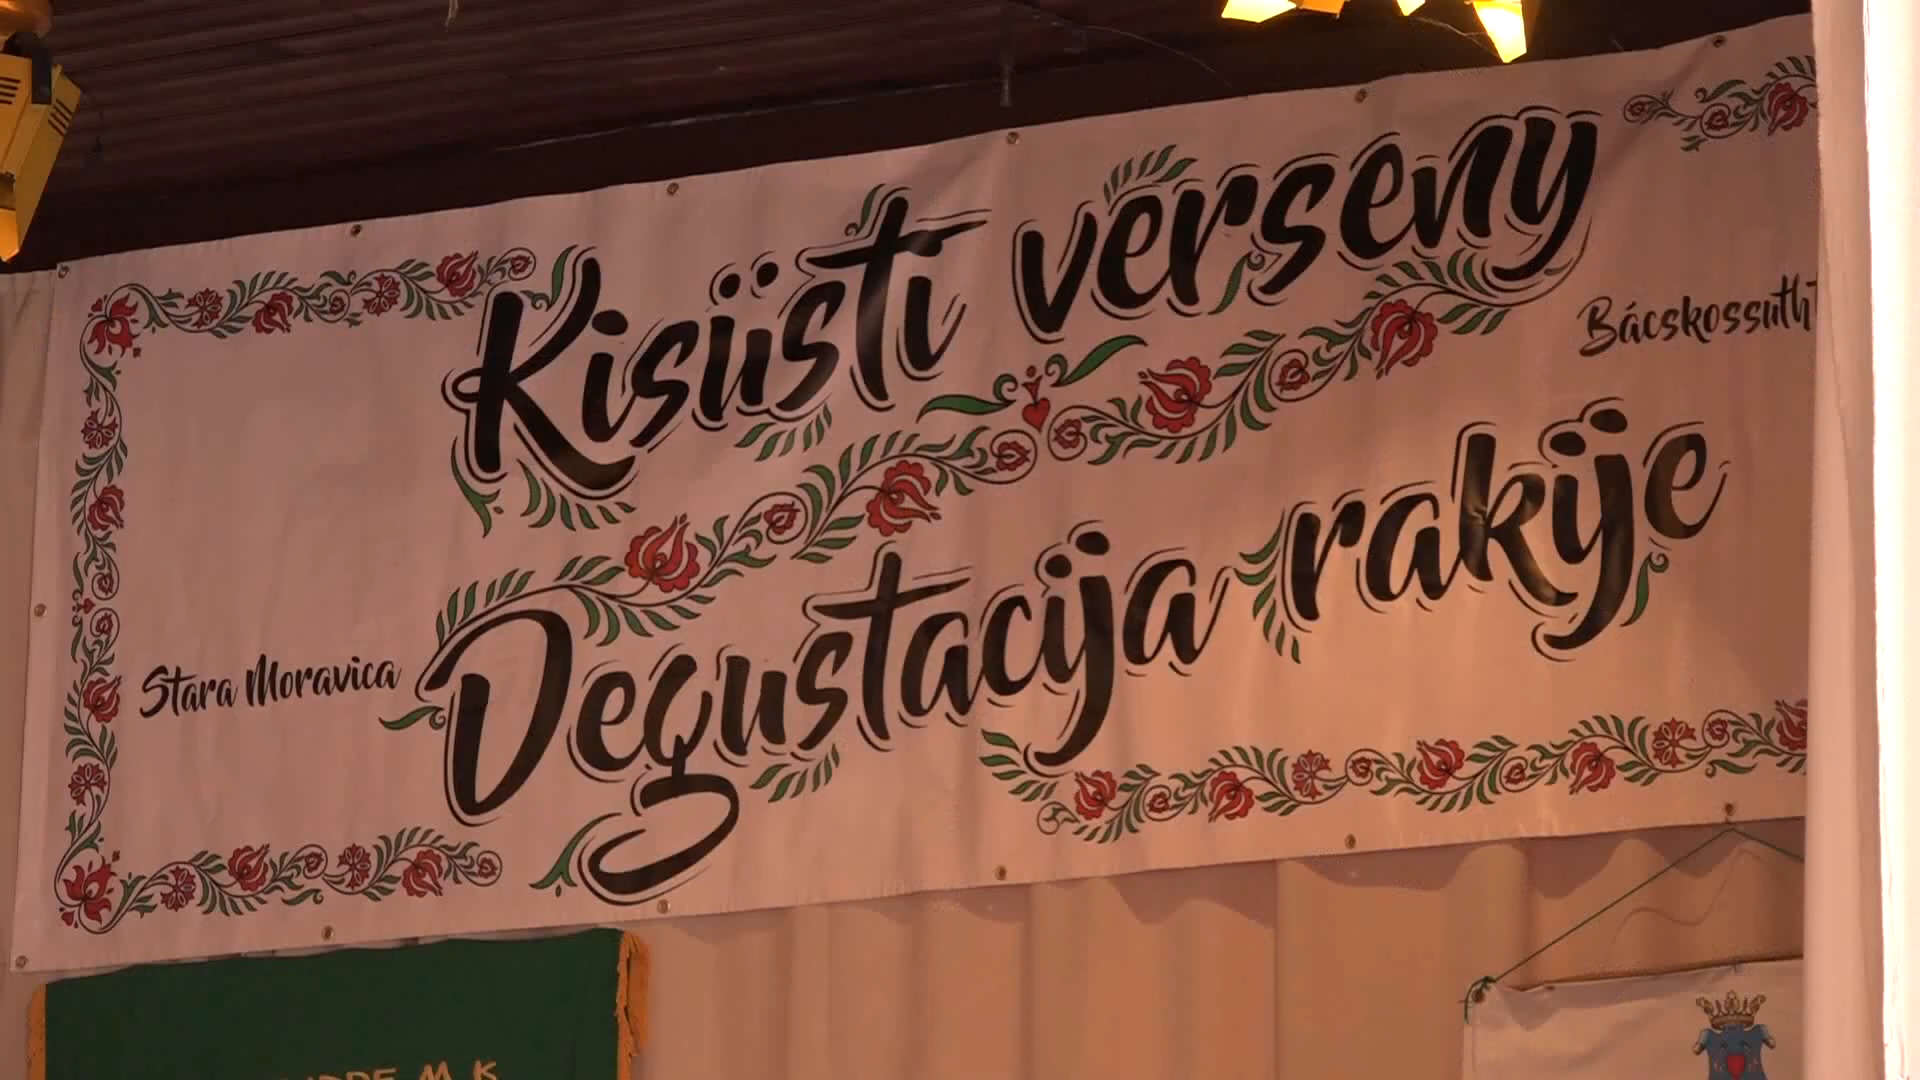 Kisüsti verseny
Bácskossuth
Degustacija rakije
Stara Moravica
M.K